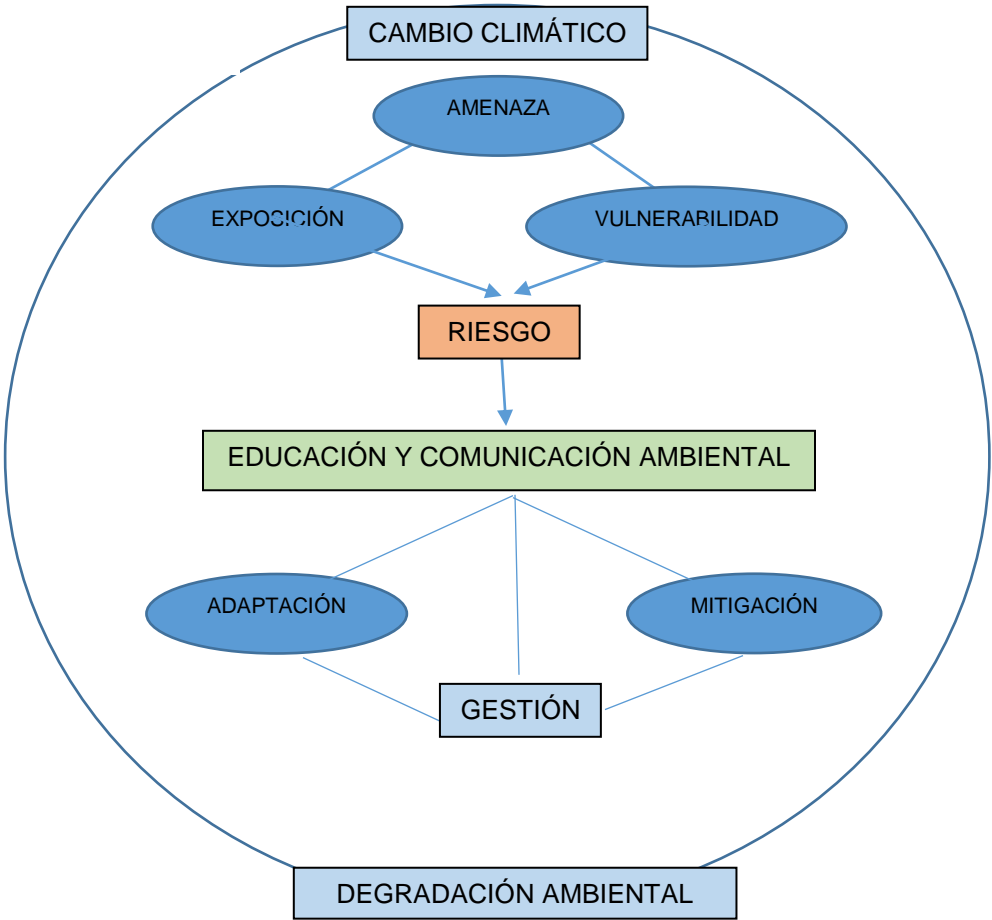 CAMBIO CLIMÁTICO
AMENAZA
EXPOSICIÓN
VULNERABILIDAD
RIESGO
EDUCACIÓN Y COMUNICACIÓN AMBIENTAL
ADAPTACIÓN
MITIGACIÓN
GESTIÓN
DEGRADACIÓN AMBIENTAL